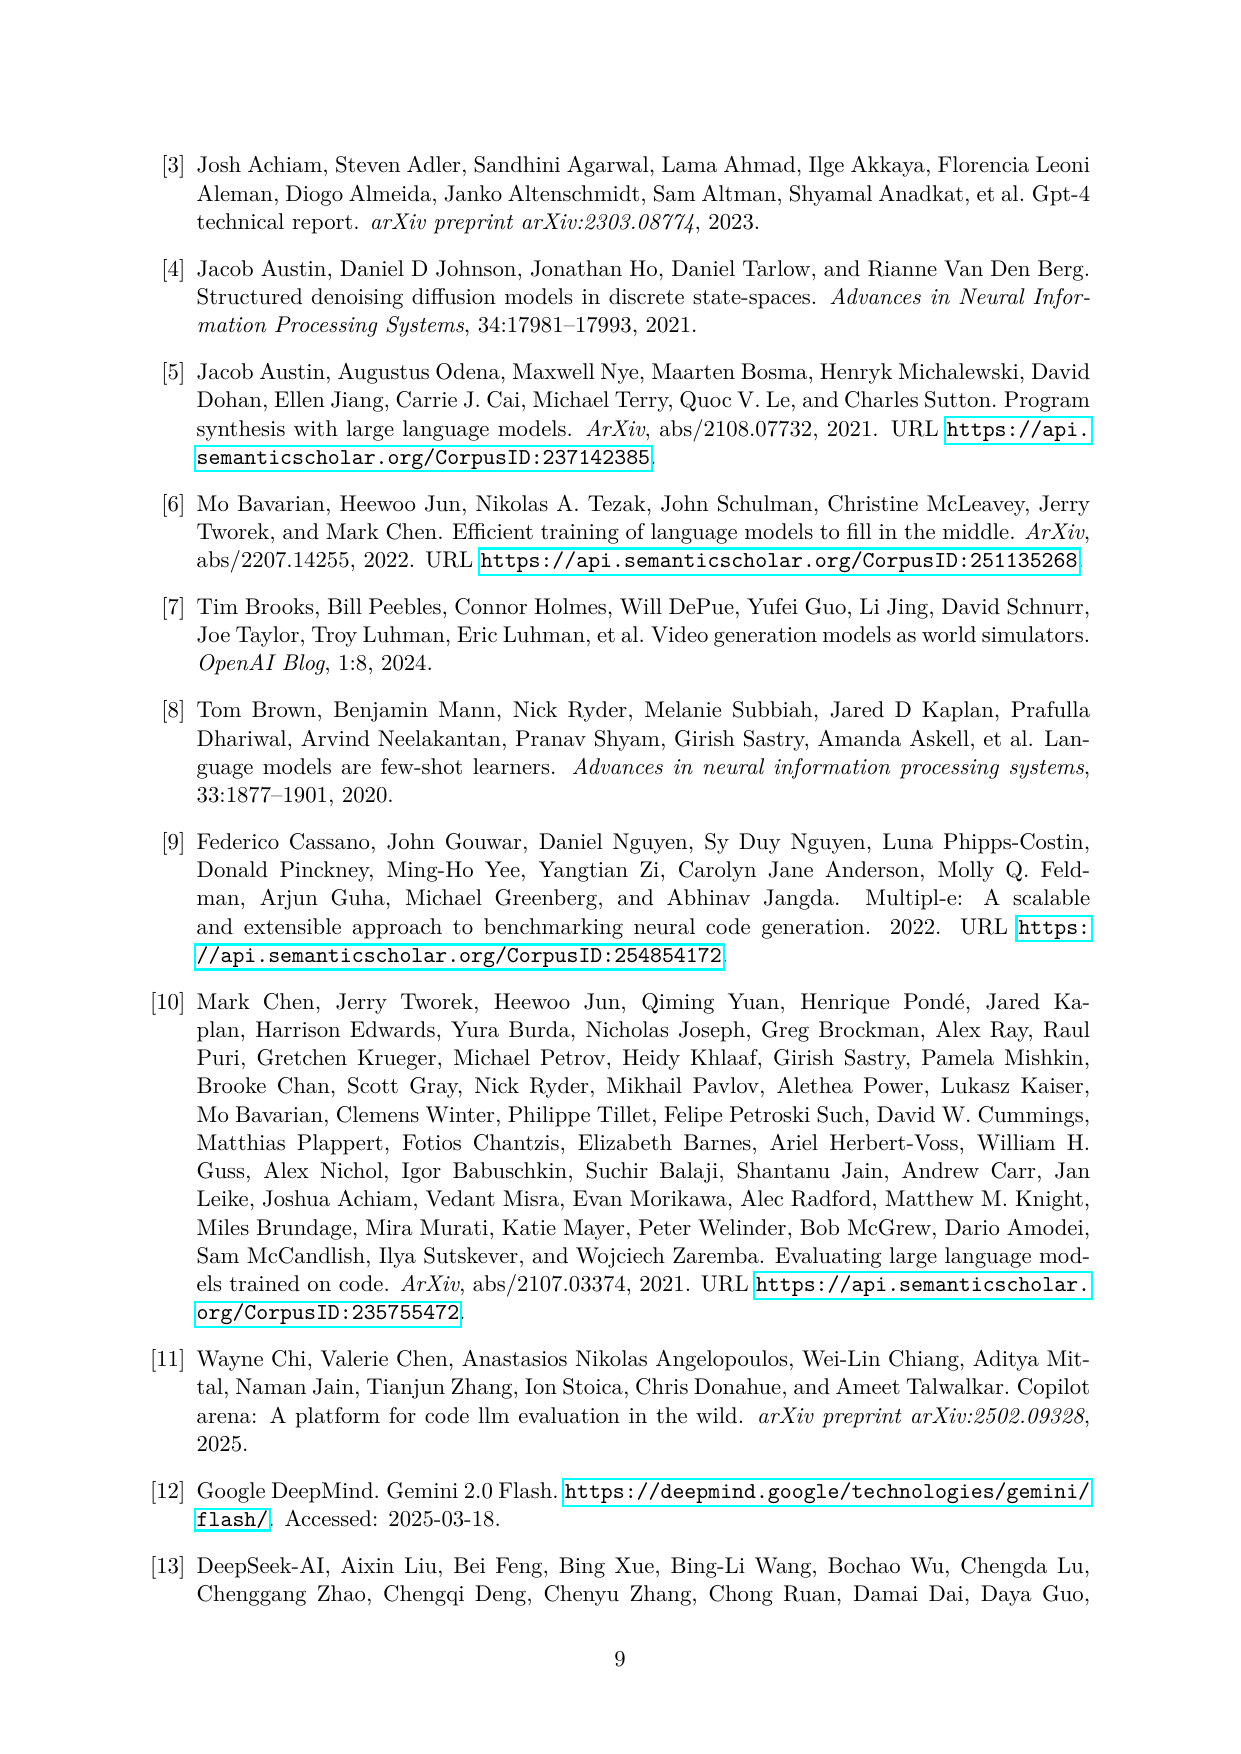 [3] Josh Achiam, Steven Adler, Sandhini Agarwal, Lama Ahmad, Ilge Akkaya, Florencia Leoni
Aleman, Diogo Almeida, Janko Altenschmidt, Sam Altman, Shyamal Anadkat, et al. Gpt-4
technical report. arXiv preprint arXiv:2303.08774, 2023.
[4] Jacob Austin, Daniel D Johnson, Jonathan Ho, Daniel Tarlow, and Rianne Van Den Berg.
Structured denoising diffusion models in discrete state-spaces. Advances in Neural Infor-
mation Processing Systems, 34:17981–17993, 2021.
[5] Jacob Austin, Augustus Odena, Maxwell Nye, Maarten Bosma, Henryk Michalewski, David
Dohan, Ellen Jiang, Carrie J. Cai, Michael Terry, Quoc V. Le, and Charles Sutton. Program
synthesis with large language models. ArXiv, abs/2108.07732, 2021. URL https://api.
semanticscholar.org/CorpusID:237142385.
[6] Mo Bavarian, Heewoo Jun, Nikolas A. Tezak, John Schulman, Christine McLeavey, Jerry
Tworek, and Mark Chen. Efficient training of language models to fill in the middle. ArXiv,
abs/2207.14255, 2022. URL https://api.semanticscholar.org/CorpusID:251135268.
[7] Tim Brooks, Bill Peebles, Connor Holmes, Will DePue, Yufei Guo, Li Jing, David Schnurr,
Joe Taylor, Troy Luhman, Eric Luhman, et al. Video generation models as world simulators.
OpenAI Blog, 1:8, 2024.
[8] Tom Brown, Benjamin Mann, Nick Ryder, Melanie Subbiah, Jared D Kaplan, Prafulla
Dhariwal, Arvind Neelakantan, Pranav Shyam, Girish Sastry, Amanda Askell, et al. Lan-
guage models are few-shot learners. Advances in neural information processing systems,
33:1877–1901, 2020.
[9] Federico Cassano, John Gouwar, Daniel Nguyen, Sy Duy Nguyen, Luna Phipps-Costin,
Donald Pinckney, Ming-Ho Yee, Yangtian Zi, Carolyn Jane Anderson, Molly Q. Feld-
man, Arjun Guha, Michael Greenberg, and Abhinav Jangda. Multipl-e: A scalable
and extensible approach to benchmarking neural code generation. 2022. URL https:
//api.semanticscholar.org/CorpusID:254854172.
[10] Mark Chen, Jerry Tworek, Heewoo Jun, Qiming Yuan, Henrique Pondé, Jared Ka-
plan, Harrison Edwards, Yura Burda, Nicholas Joseph, Greg Brockman, Alex Ray, Raul
Puri, Gretchen Krueger, Michael Petrov, Heidy Khlaaf, Girish Sastry, Pamela Mishkin,
Brooke Chan, Scott Gray, Nick Ryder, Mikhail Pavlov, Alethea Power, Lukasz Kaiser,
Mo Bavarian, Clemens Winter, Philippe Tillet, Felipe Petroski Such, David W. Cummings,
Matthias Plappert, Fotios Chantzis, Elizabeth Barnes, Ariel Herbert-Voss, William H.
Guss, Alex Nichol, Igor Babuschkin, Suchir Balaji, Shantanu Jain, Andrew Carr, Jan
Leike, Joshua Achiam, Vedant Misra, Evan Morikawa, Alec Radford, Matthew M. Knight,
Miles Brundage, Mira Murati, Katie Mayer, Peter Welinder, Bob McGrew, Dario Amodei,
Sam McCandlish, Ilya Sutskever, and Wojciech Zaremba. Evaluating large language mod-
els trained on code. ArXiv, abs/2107.03374, 2021. URL https://api.semanticscholar.
org/CorpusID:235755472.
[11] Wayne Chi, Valerie Chen, Anastasios Nikolas Angelopoulos, Wei-Lin Chiang, Aditya Mit-
tal, Naman Jain, Tianjun Zhang, Ion Stoica, Chris Donahue, and Ameet Talwalkar. Copilot
arena: A platform for code llm evaluation in the wild. arXiv preprint arXiv:2502.09328,
2025.
[12] Google DeepMind. Gemini 2.0 Flash. https://deepmind.google/technologies/gemini/
flash/. Accessed: 2025-03-18.
[13] DeepSeek-AI, Aixin Liu, Bei Feng, Bing Xue, Bing-Li Wang, Bochao Wu, Chengda Lu,
Chenggang Zhao, Chengqi Deng, Chenyu Zhang, Chong Ruan, Damai Dai, Daya Guo,
9